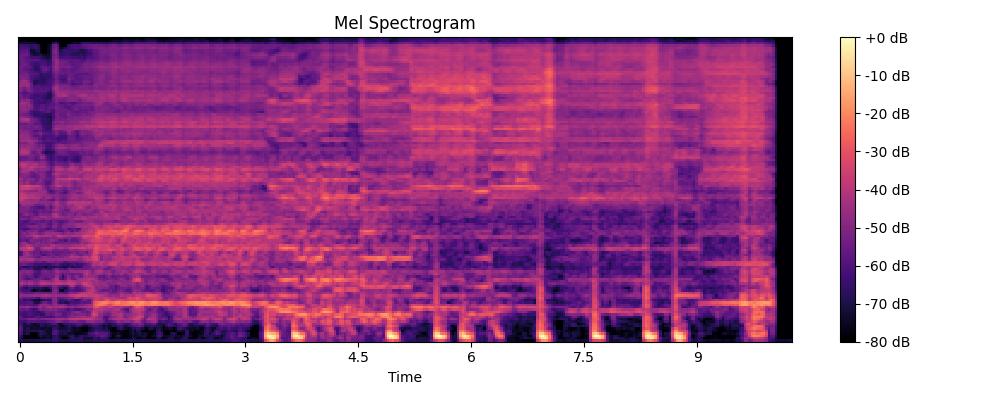 Mel Spectrogram
+0 dB
-10 dB
-20 dB
-30 dB
-40 dB
-50 dB
-60 dB
-70 dB
-80 dB
0 1.5 3 4.5 6 7.5 9
Time